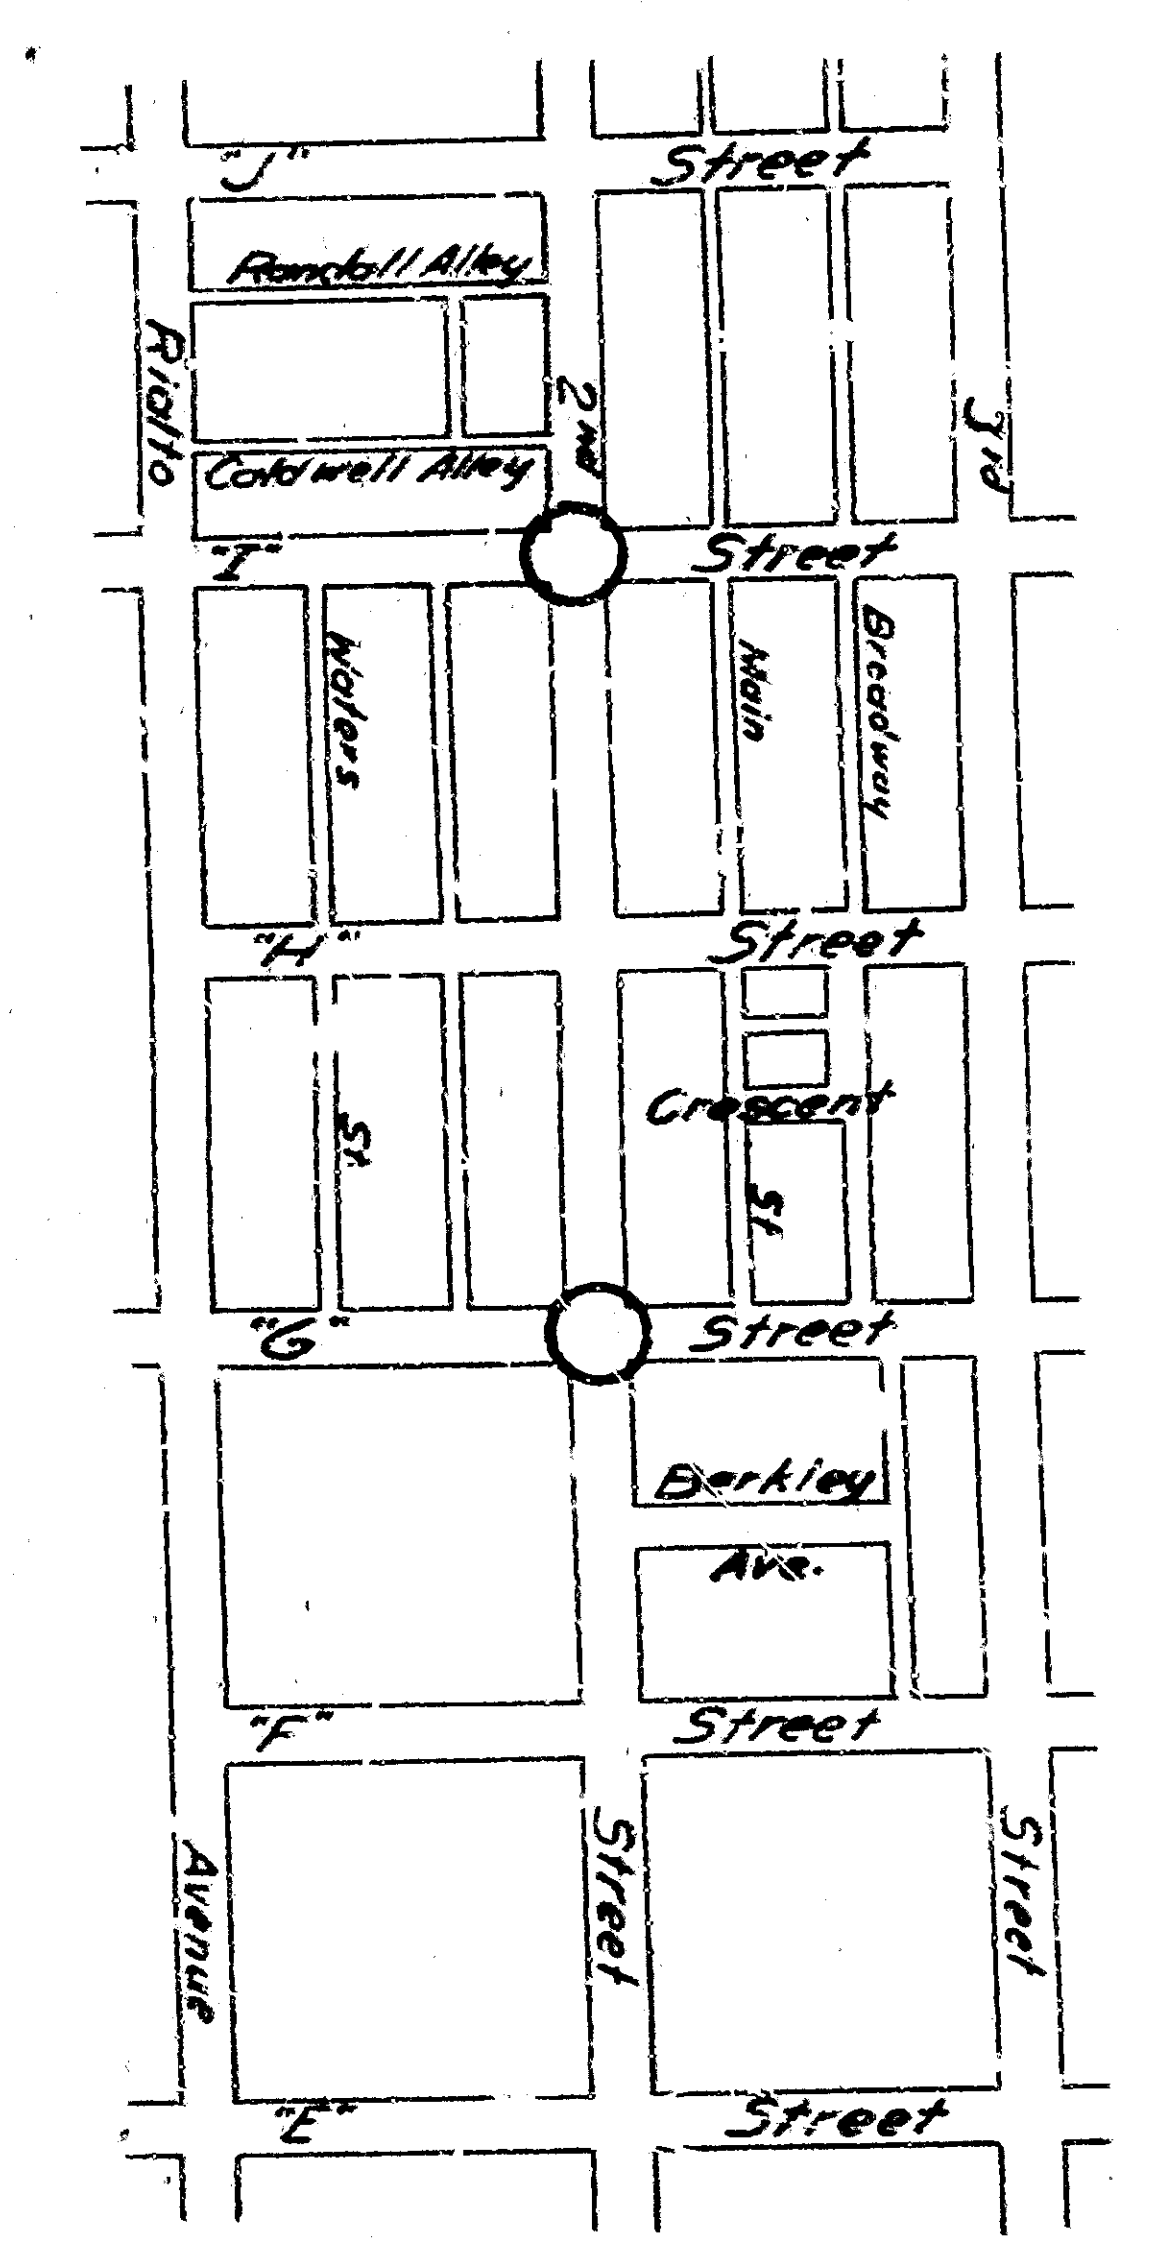 "J" Street
Randall Alley
Rialto
2nd
3rd
Caldwell Alley
"I" Street
Waters
Main
Broadway
"H" Street
Crescent
St.
St.
"G" Street
Berkley
Ave.
"F" Street
Avenue
Street
Street
"E" Street